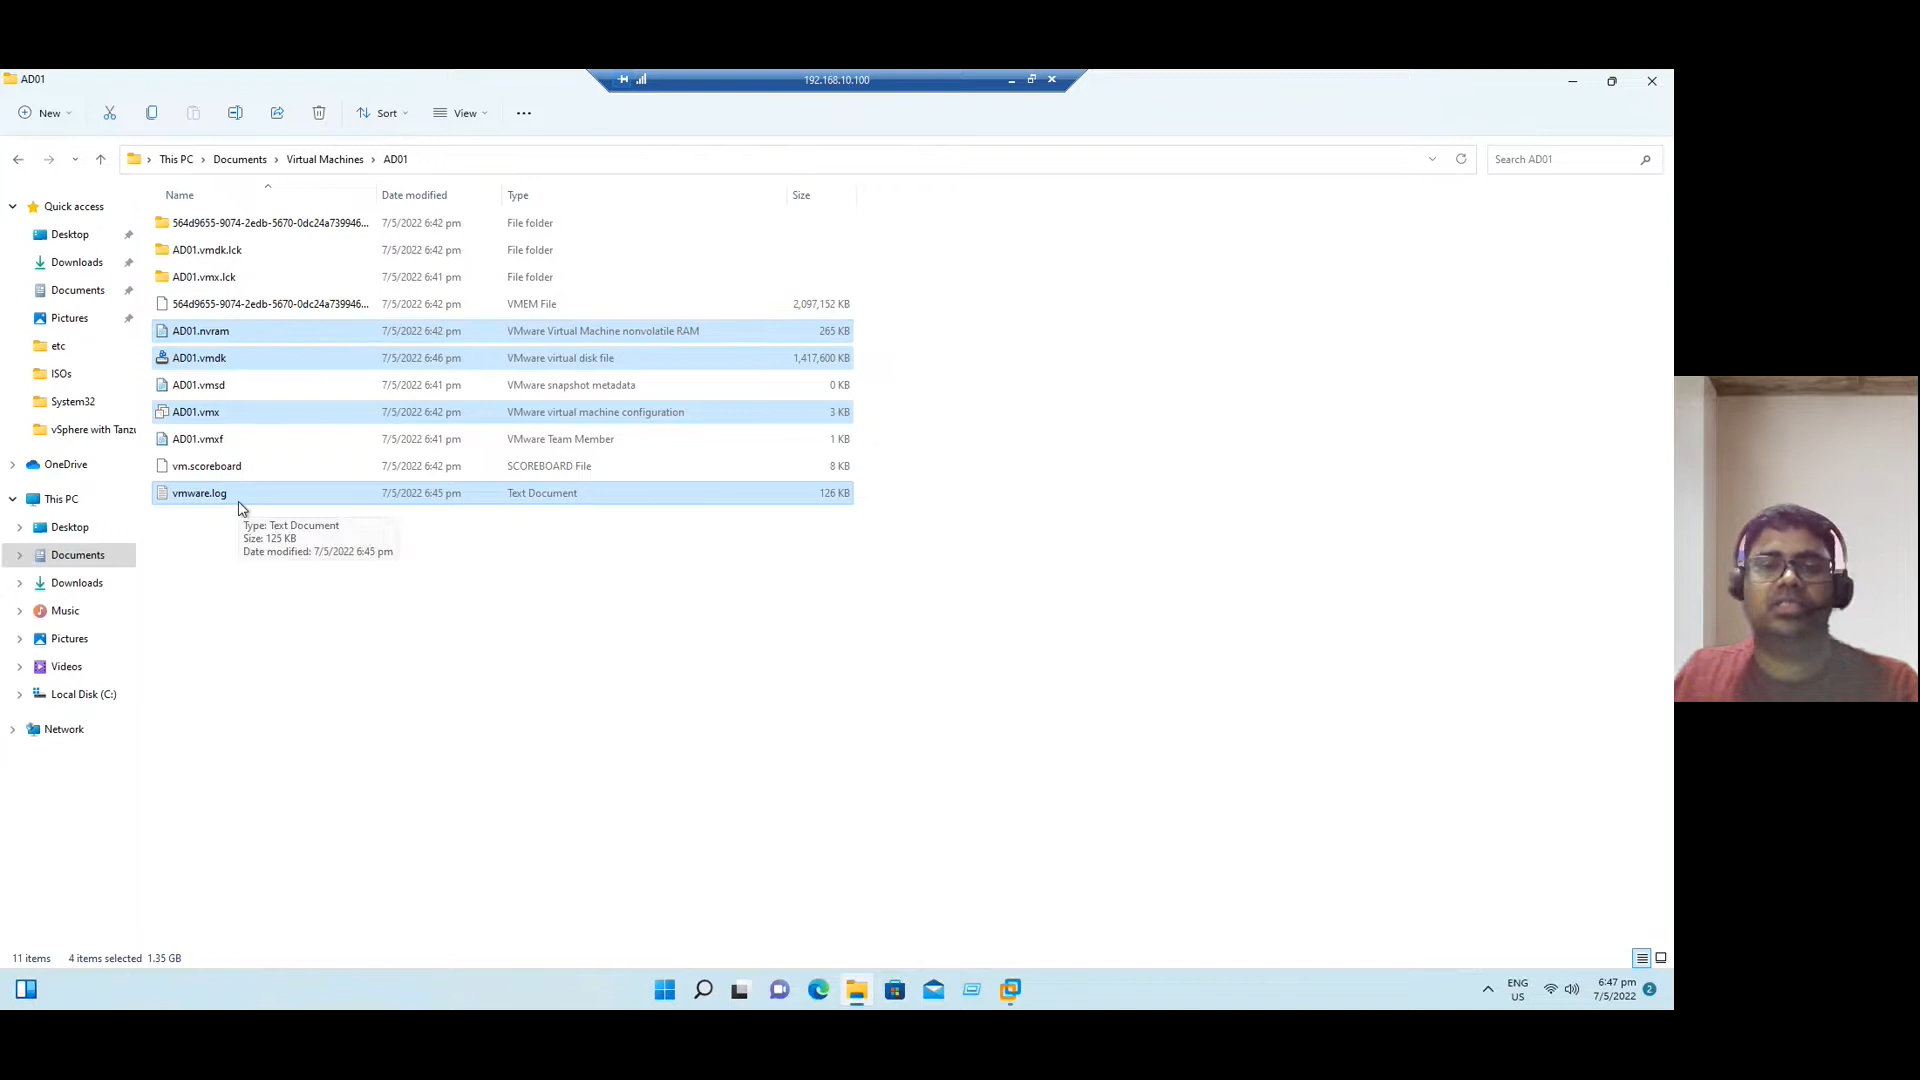 AD01
192.168.10.100
New
Sort
View
This PC
Documents
Virtual Machines
AD01
Search AD01
Name
Date modified
Type
Size
564d9655-9074-2edb-5670-0dc24a739946... 7/5/2022 6:42 pm File folder
AD01.vmdk.lck 7/5/2022 6:42 pm File folder
AD01.vmx.lck 7/5/2022 6:41 pm File folder
564d9655-9074-2edb-5670-0dc24a739946... 7/5/2022 6:42 pm VMEM File 2,097,152 KB
AD01.nvram 7/5/2022 6:42 pm VMware Virtual Machine nonvolatile RAM 265 KB
AD01.vmdk 7/5/2022 6:46 pm VMware virtual disk file 1,417,600 KB
AD01.vmsd 7/5/2022 6:41 pm VMware snapshot metadata 0 KB
AD01.vmx 7/5/2022 6:42 pm VMware virtual machine configuration 3 KB
AD01.vmxf 7/5/2022 6:41 pm VMware Team Member 1 KB
vm.scoreboard 7/5/2022 6:42 pm SCOREBOARD File 8 KB
vmware.log 7/5/2022 6:45 pm Text Document 126 KB
Type: Text Document
Size: 125 KB
Date modified: 7/5/2022 6:45 pm
Quick access
Desktop
Downloads
Documents
Pictures
etc
ISOs
System32
vSphere with Tanzu
OneDrive
This PC
Desktop
Documents
Downloads
Music
Pictures
Videos
Local Disk (C:)
Network
11 items
4 items selected 1.35 GB
ENG
US
6:47 pm
7/5/2022
2